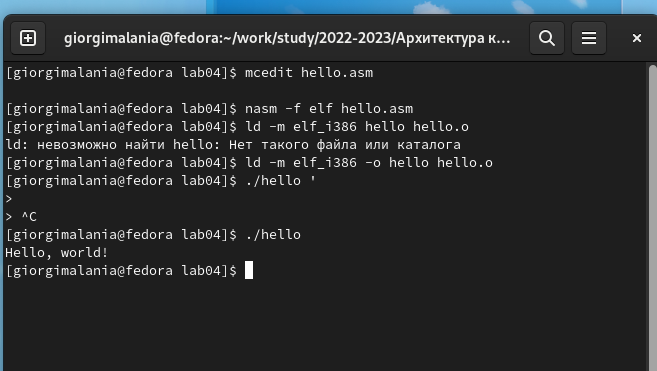 giorgimalania@fedora:~/work/study/2022-2023/Архитектура к...
[giorgimalania@fedora lab04]$ mcedit hello.asm
[giorgimalania@fedora lab04]$ nasm -f elf hello.asm
[giorgimalania@fedora lab04]$ ld -m elf_i386 hello hello.o
ld: невозможно найти hello: Нет такого файла или каталога
[giorgimalania@fedora lab04]$ ld -m elf_i386 -o hello hello.o
[giorgimalania@fedora lab04]$ ./hello '
>
> ^C
[giorgimalania@fedora lab04]$ ./hello
Hello, world!
[giorgimalania@fedora lab04]$